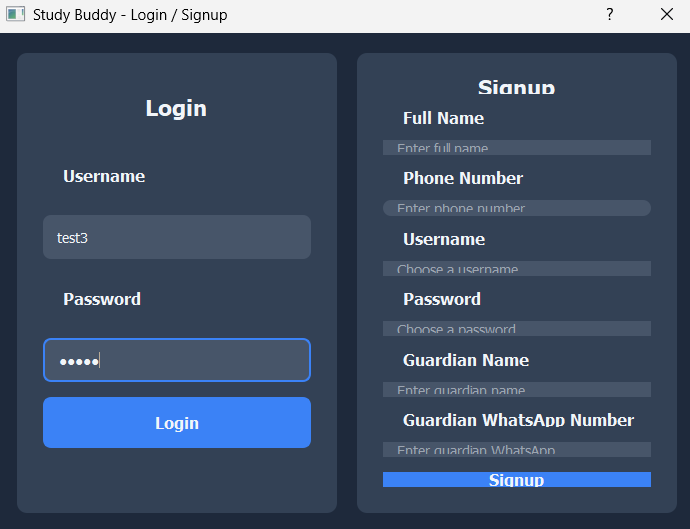 Study Buddy - Login / Signup
?
Login
Username
test3
Password
●●●●●
Login
Signup
Full Name
Enter full name
Phone Number
Enter phone number
Username
Choose a username
Password
Choose a password
Guardian Name
Enter guardian name
Guardian WhatsApp Number
Enter guardian WhatsApp
Signup